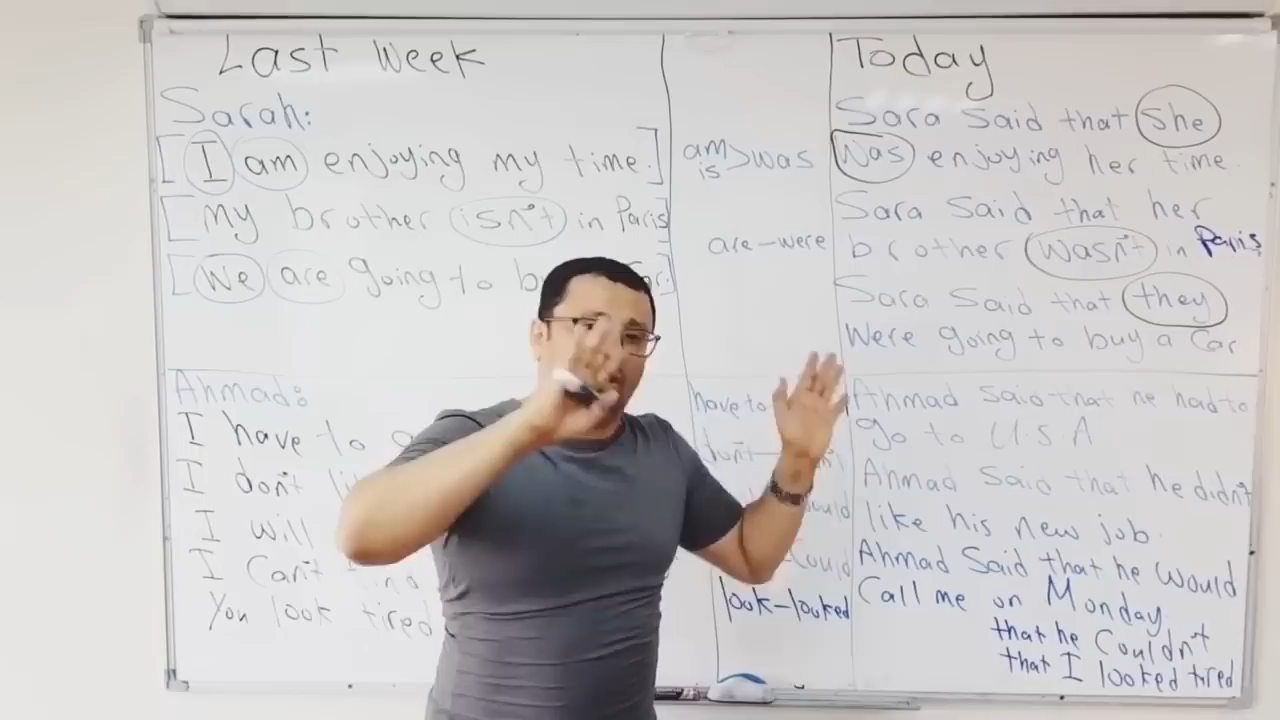 Last Week
Sarah:
[I am enjoying my time.]
[My brother isn't in Paris]
[We are going to b
am
is > was
are - were
have to
don't
look - looked
Ahmad:
I have to
I don't li
I will
I Can't find
You look tired
Today
Sara Said that she
was enjoying her time.
Sara Said that her
brother wasn't in Paris
Sara Said that they
Were going to buy a Car
Ahmad Said that he had to
go to U.S.A
Ahmad Said that he didn't
like his new job.
Ahmad Said that he would
Call me on Monday
that he Couldn't
that I looked tired